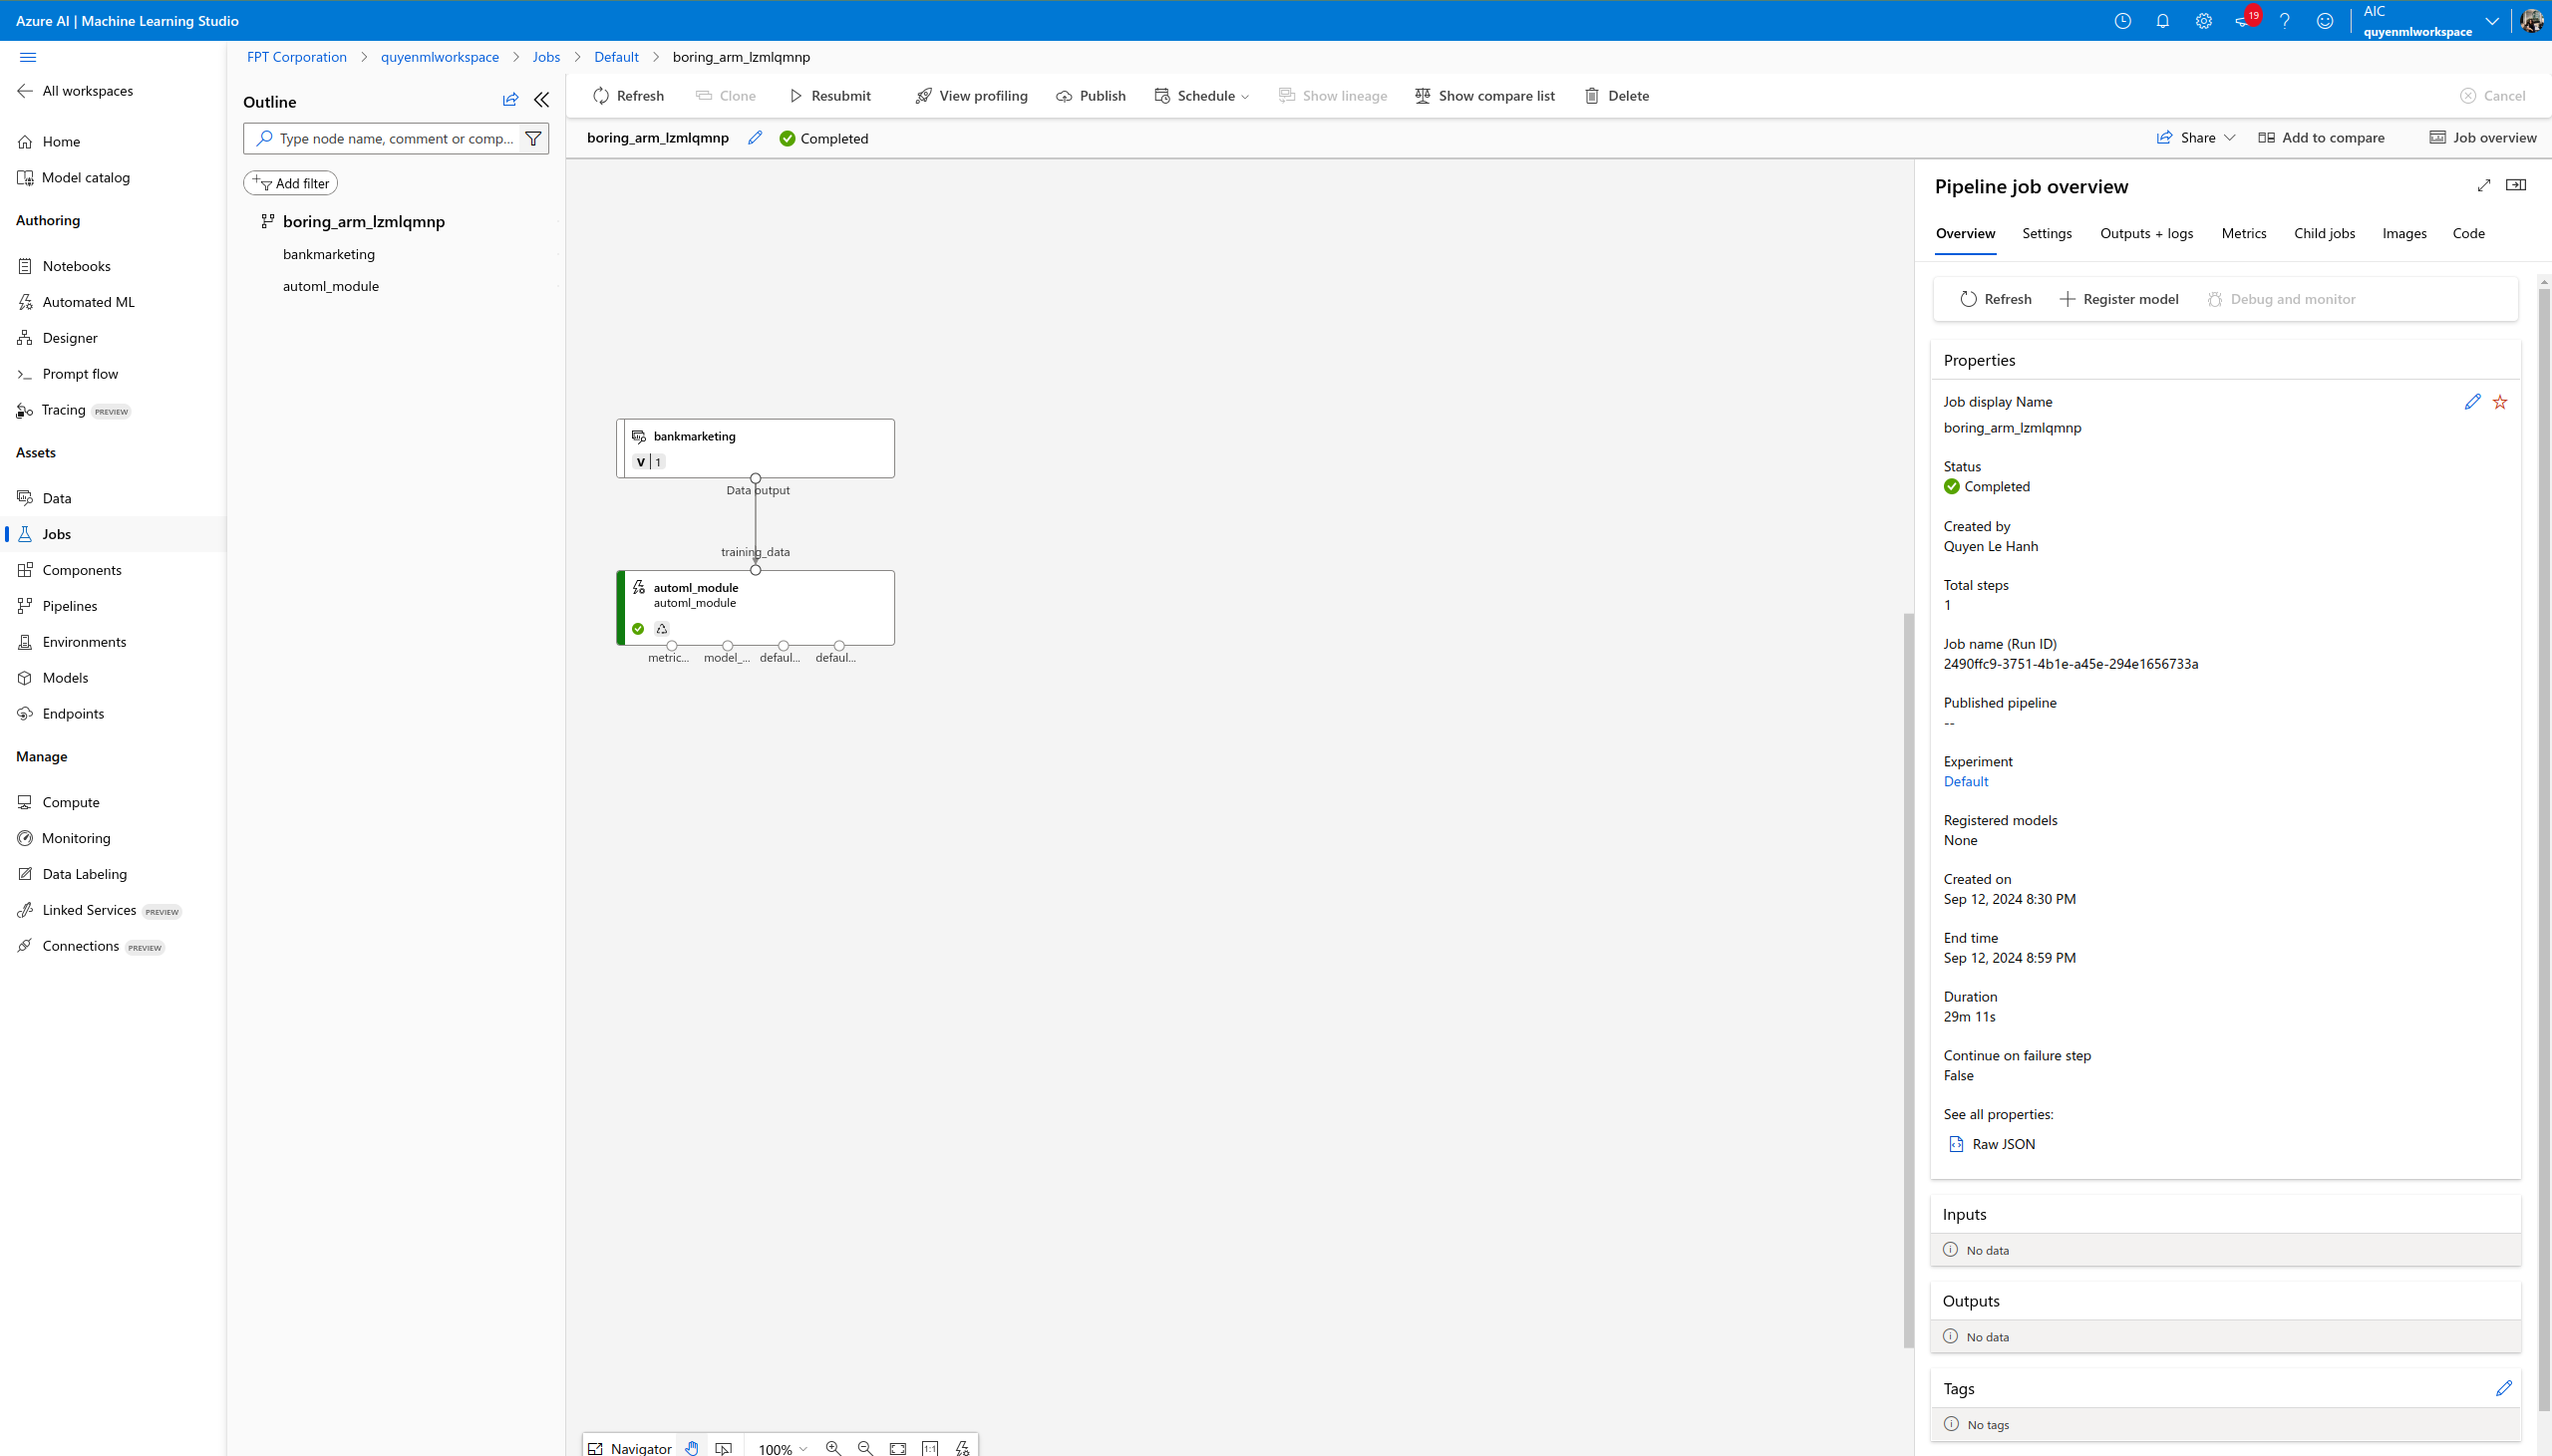 Azure AI | Machine Learning Studio
19
AIC
quyenmlworkspace
All workspaces
Home
Model catalog
Authoring
Notebooks
Automated ML
Designer
Prompt flow
Tracing PREVIEW
Assets
Data
Jobs
Components
Pipelines
Environments
Models
Endpoints
Manage
Compute
Monitoring
Data Labeling
Linked Services PREVIEW
Connections PREVIEW
FPT Corporation > quyenmlworkspace > Jobs > Default > boring_arm_lzmlqmnp
Outline
Type node name, comment or comp...
Add filter
boring_arm_lzmlqmnp
bankmarketing
automl_module
Refresh Clone Resubmit View profiling Publish Schedule Show lineage Show compare list Delete Cancel
boring_arm_lzmlqmnp Completed Share Add to compare Job overview
bankmarketing
V 1
Data output
training_data
automl_module
automl_module
metric... model_... defaul... defaul...
Navigator 100% 1:1
Pipeline job overview
Overview Settings Outputs + logs Metrics Child jobs Images Code
Refresh Register model Debug and monitor
Properties
Job display Name
boring_arm_lzmlqmnp
Status
Completed
Created by
Quyen Le Hanh
Total steps
1
Job name (Run ID)
2490ffc9-3751-4b1e-a45e-294e1656733a
Published pipeline
--
Experiment
Default
Registered models
None
Created on
Sep 12, 2024 8:30 PM
End time
Sep 12, 2024 8:59 PM
Duration
29m 11s
Continue on failure step
False
See all properties:
Raw JSON
Inputs
No data
Outputs
No data
Tags
No tags